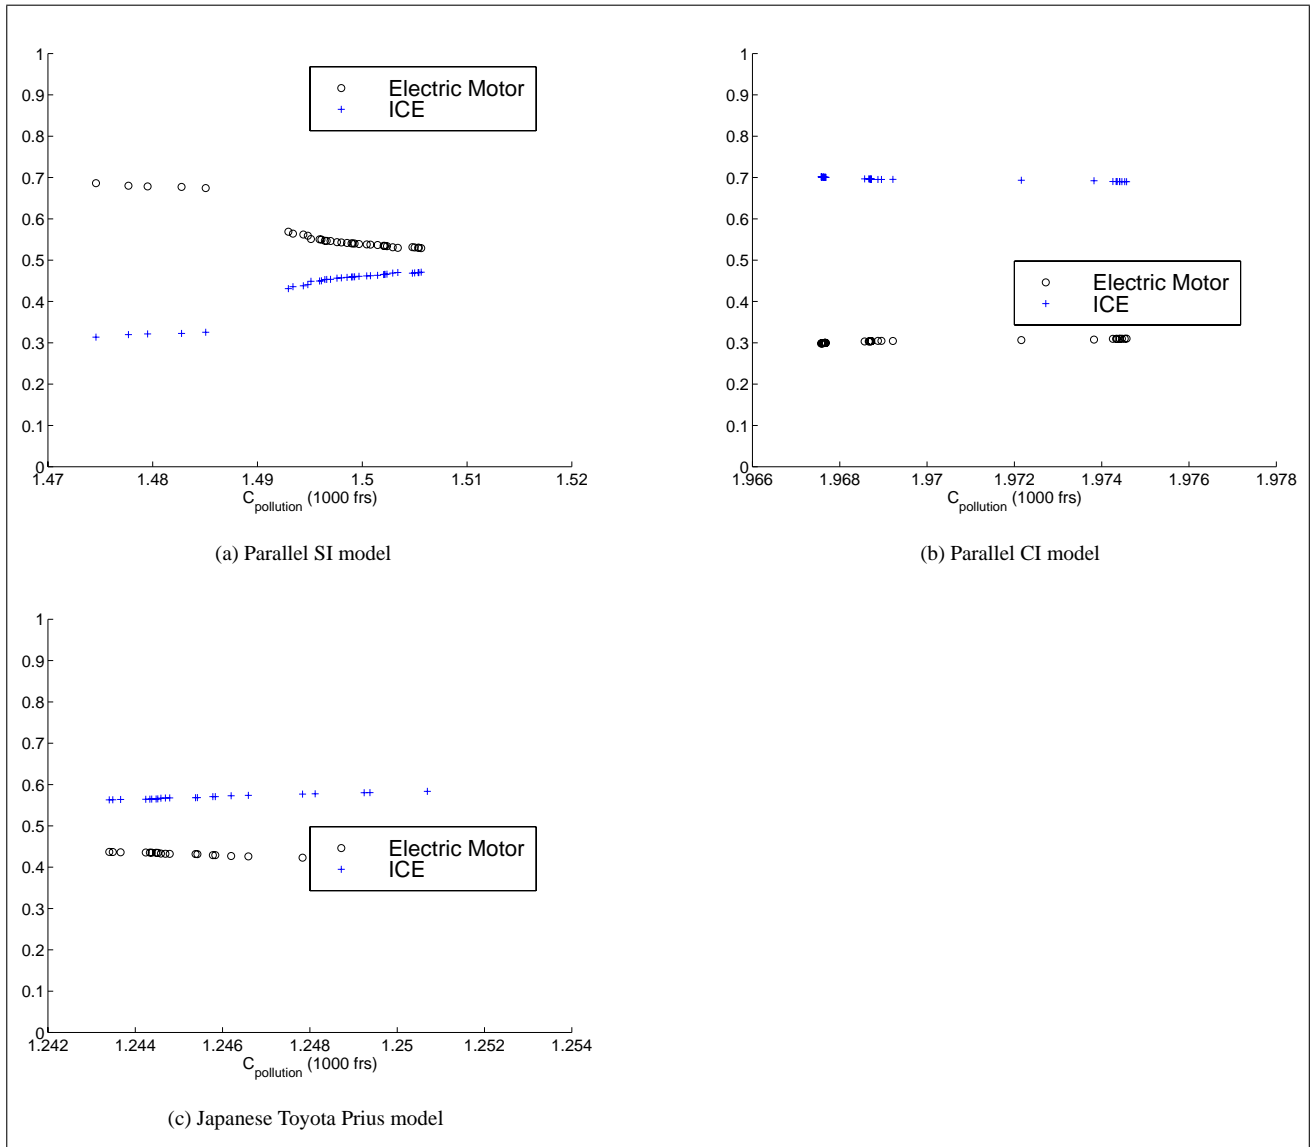 1
0.9
0.8
0.7
0.6
0.5
0.4
0.3
0.2
0.1
0
1.47 1.48 1.49 1.5 1.51 1.52
C pollution (1000 frs)
Electric Motor
ICE
(a) Parallel SI model
1
0.9
0.8
0.7
0.6
0.5
0.4
0.3
0.2
0.1
0
1.966 1.968 1.97 1.972 1.974 1.976 1.978
C pollution (1000 frs)
Electric Motor
ICE
(b) Parallel CI model
1
0.9
0.8
0.7
0.6
0.5
0.4
0.3
0.2
0.1
0
1.242 1.244 1.246 1.248 1.25 1.252 1.254
C pollution (1000 frs)
Electric Motor
ICE
(c) Japanese Toyota Prius model